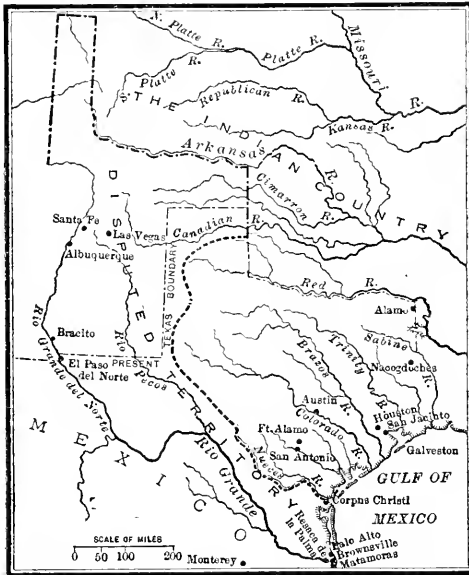 N. Platte R.
Platte R.
Missouri
R.
Platte R.
S.
Republican R.
THE INDIAN COUNTRY
Kansas R.
Arkansas
R.
Cimarron R.
DISPUTED TERRITORY
Santa Fe
Las Vegas
Canadian R.
Albuquerque
TEXAS BOUNDARY
PRESENT
Red R.
Alamo
Rio Grande del Norte
Bracito
Rio Pecos
El Paso
del Norte
Brazos R.
Trinity R.
Sabine R.
Nacogdoches
Austin
Colorado R.
Houston
San Jacinto
Ft. Alamo
San Antonio
Galveston
MEXICO
Rio Grande
Nueces R.
GULF OF
MEXICO
Corpus Christi
Resaca de
la Palma
Palo Alto
Brownsville
Matamoras
SCALE OF MILES
0 50 100 200
Monterey